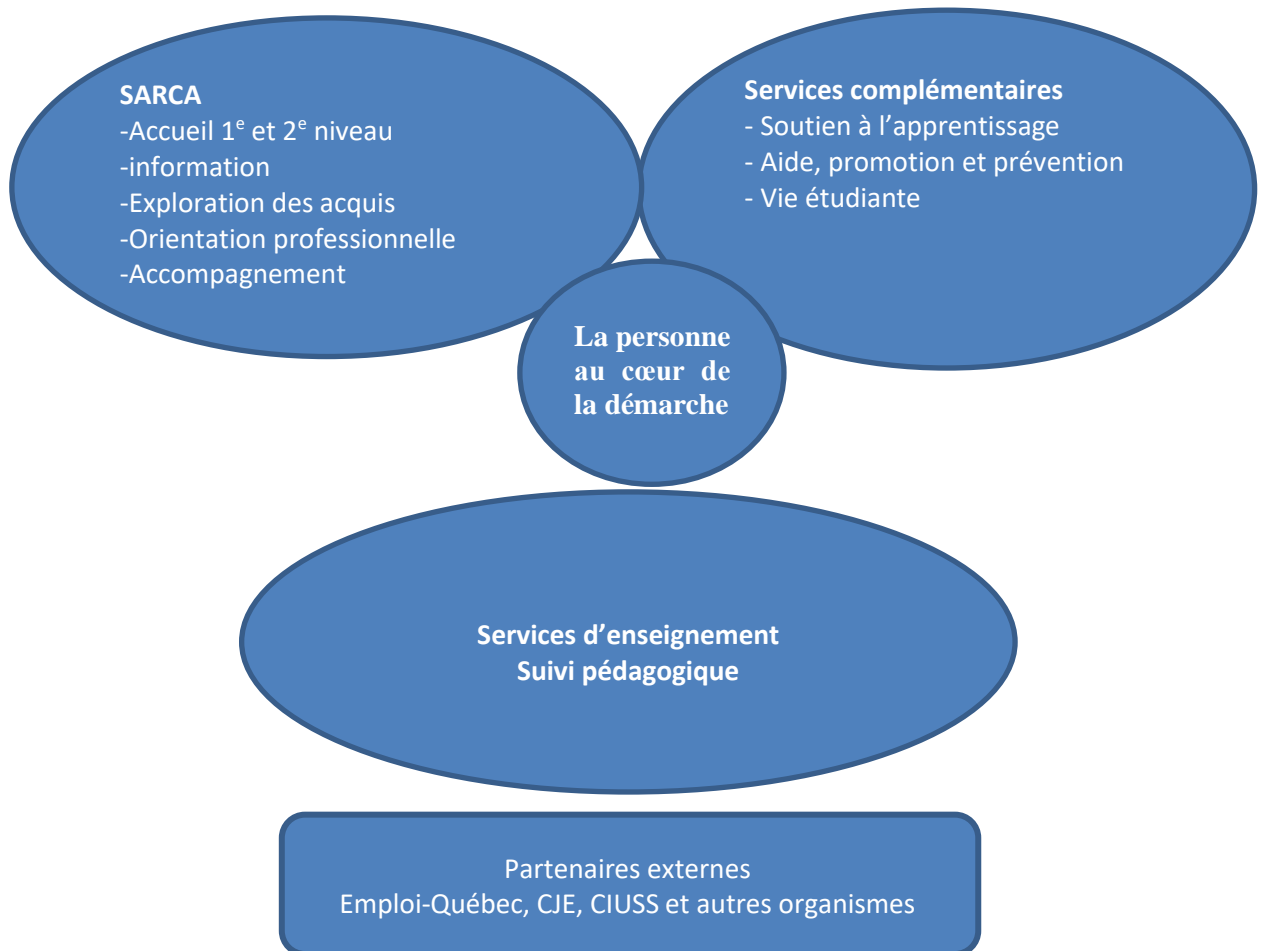 SARCA
-Accueil 1e et 2e niveau
-information
-Exploration des acquis
-Orientation professionnelle
-Accompagnement
Services complémentaires
- Soutien à l’apprentissage
- Aide, promotion et prévention
- Vie étudiante
La personne
au cœur de
la démarche
Services d’enseignement
Suivi pédagogique
Partenaires externes
Emploi-Québec, CJE, CIUSS et autres organismes